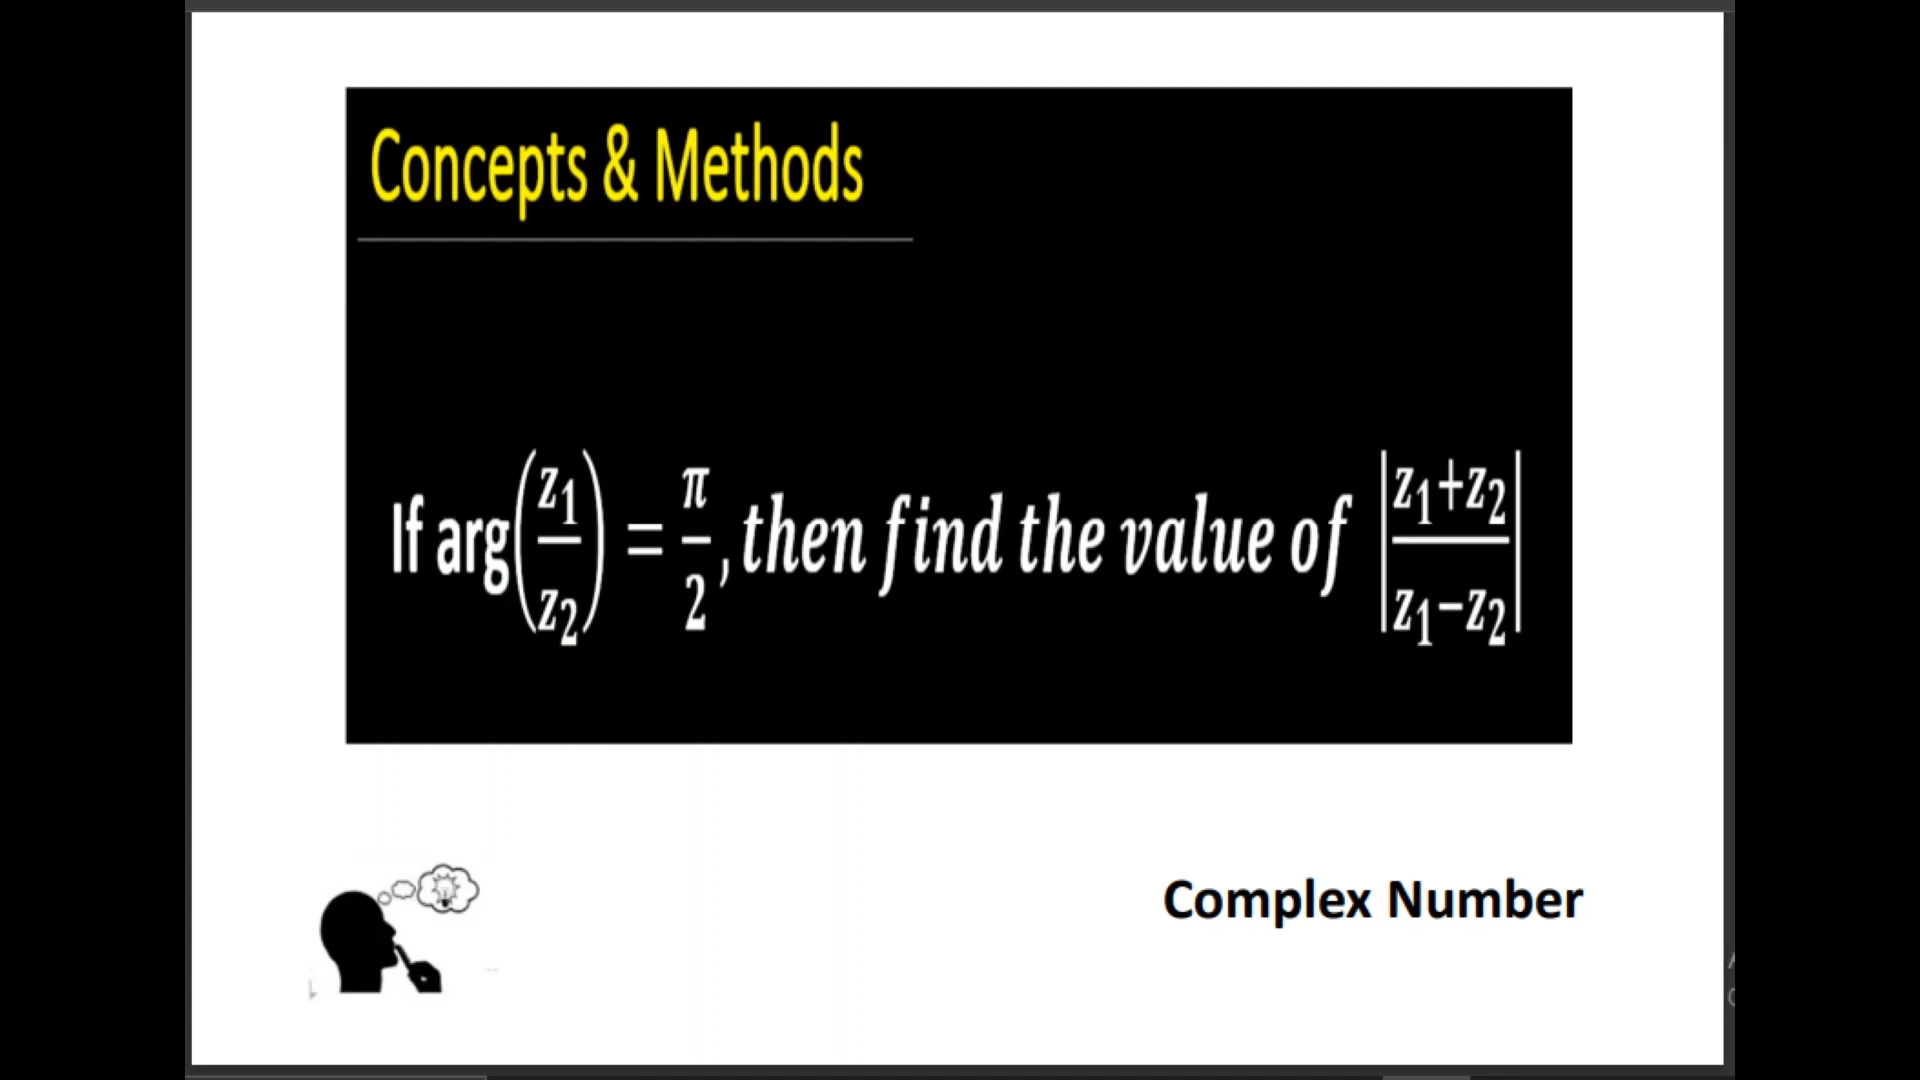 Concepts & Methods
If arg(z₁/z₂) = π/2, then find the value of |z₁+z₂/z₁−z₂|
Complex Number